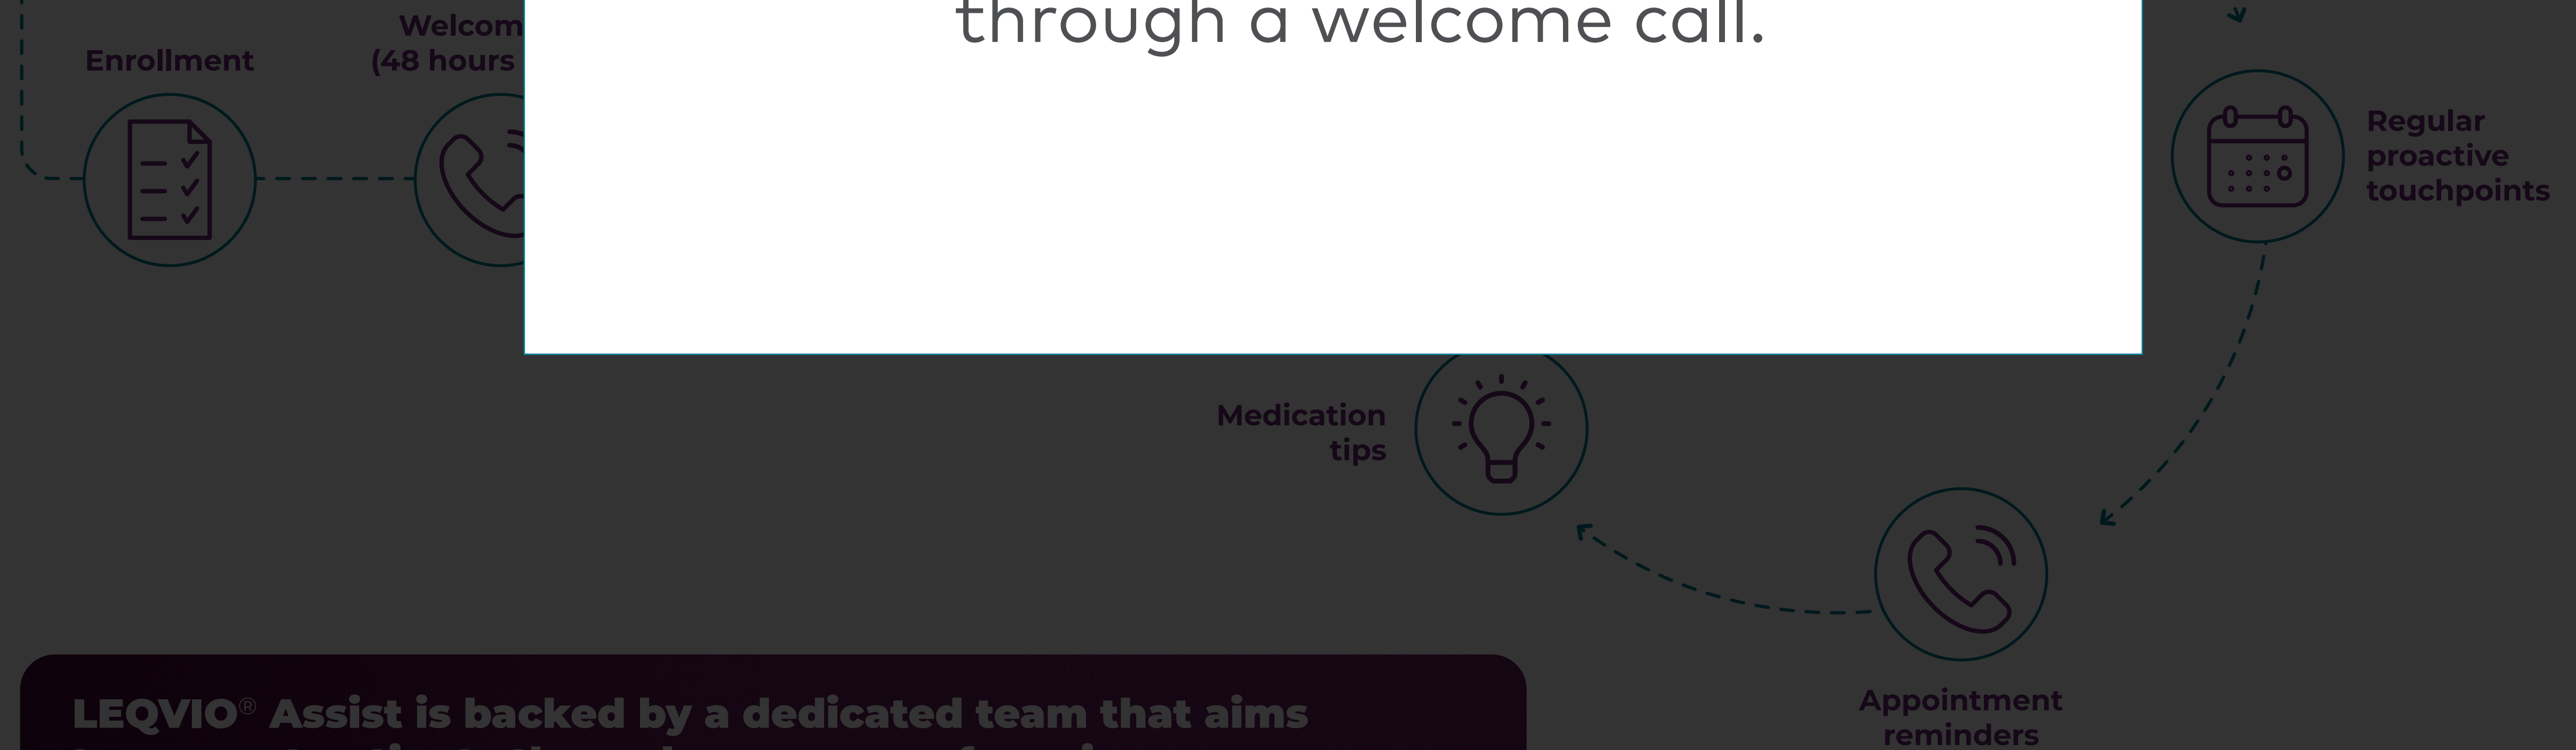 through a welcome call.
Enrollment
(48 hours
Regular
proactive
touchpoints
Medication
tips
Appointment
reminders
LEQVIO® Assist is backed by a dedicated team that aims